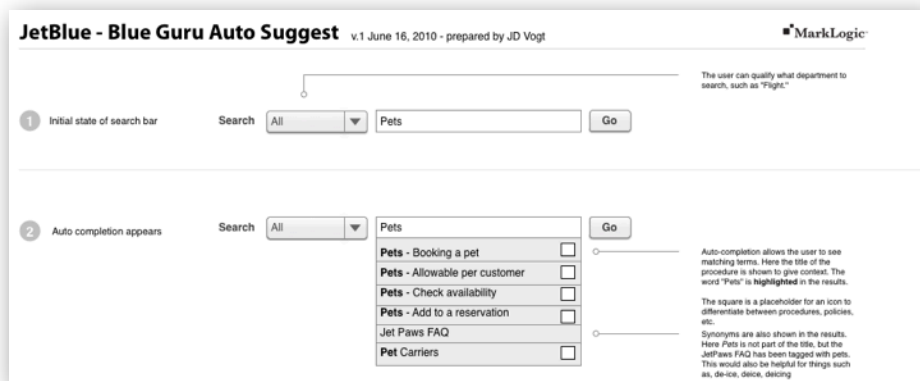 JetBlue - Blue Guru Auto Suggest v.1 June 16, 2010 - prepared by JD Vogt
MarkLogic
The user can qualify what department to
search, such as "Flight."
1 Initial state of search bar Search All Pets Go
2 Auto completion appears Search All Pets Go
Pets - Booking a pet
Pets - Allowable per customer
Pets - Check availability
Pets - Add to a reservation
Jet Paws FAQ
Pet Carriers
Auto-completion allows the user to see
matching terms. Here the title of the
procedure is shown to give context. The
word "Pets" is highlighted in the results.
The square is a placeholder for an icon to
differentiate between procedures, policies,
etc.
Synonyms are also shown in the results.
Here Pets is not part of the title, but the
JetPaws FAQ has been tagged with pets.
This would also be helpful for things such
as, de-ice, deice, deicing